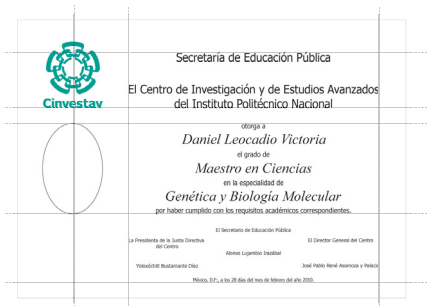 Cinvestav
Secretaría de Educación Pública
El Centro de Investigación y de Estudios Avanzados
del Instituto Politécnico Nacional
otorga a
Daniel Leocadio Victoria
el grado de
Maestro en Ciencias
en la especialidad de
Genética y Biología Molecular
por haber cumplido con los requisitos académicos correspondientes.
El Secretario de Educación Pública
La Presidenta de la Junta Directiva
del Centro
El Director General del Centro
Alonso Lujambio Irazábal
Yoloxóchitl Bustamante Díez
José Pablo René Asomoza y Palacio
México, D.F., a los 28 días del mes de febrero del año 2010.